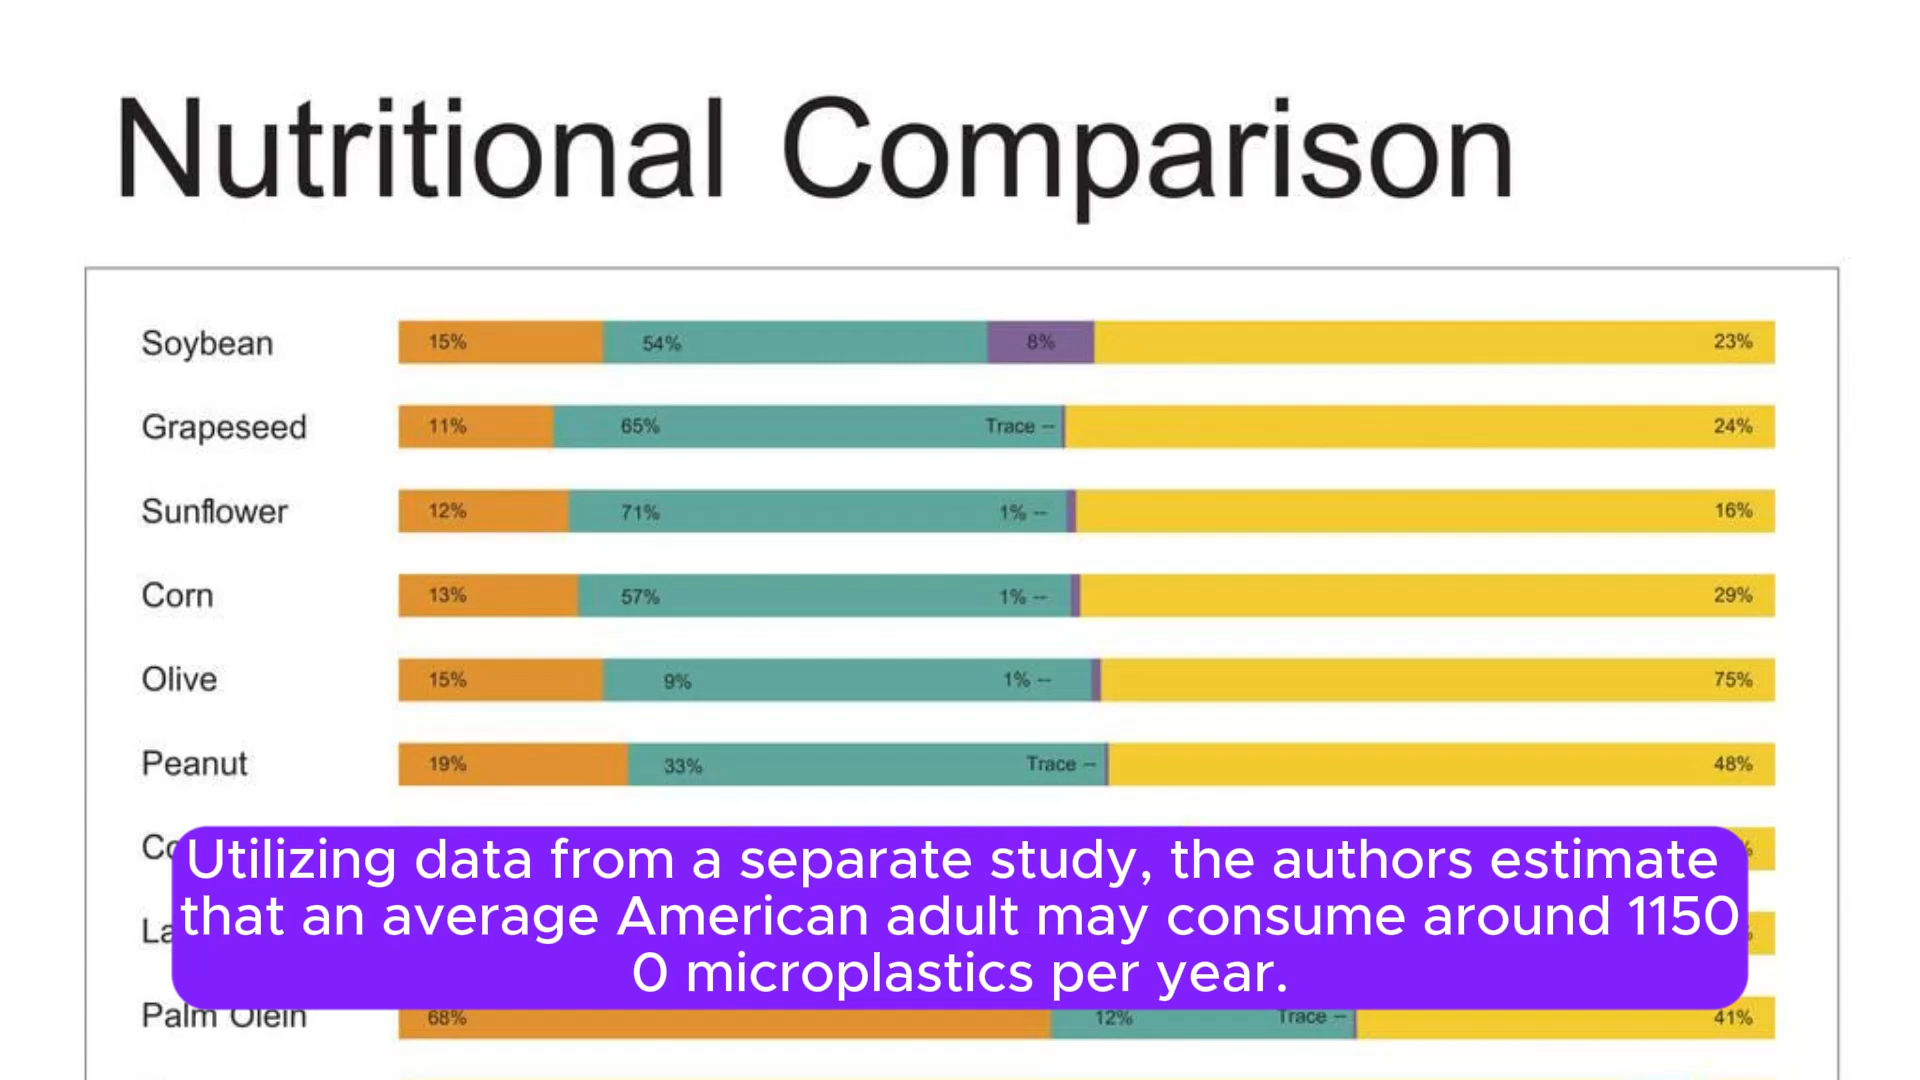 Nutritional Comparison
Soybean 15% 54% 8% 23%
Grapeseed 11% 65% Trace – 24%
Sunflower 12% 71% 1% – 16%
Corn 13% 57% 1% – 29%
Olive 15% 9% 1% – 75%
Peanut 19% 33% Trace – 48%
Utilizing data from a separate study, the authors estimate
that an average American adult may consume around 1150
0 microplastics per year.
Palm Olein 68% 12% Trace – 41%